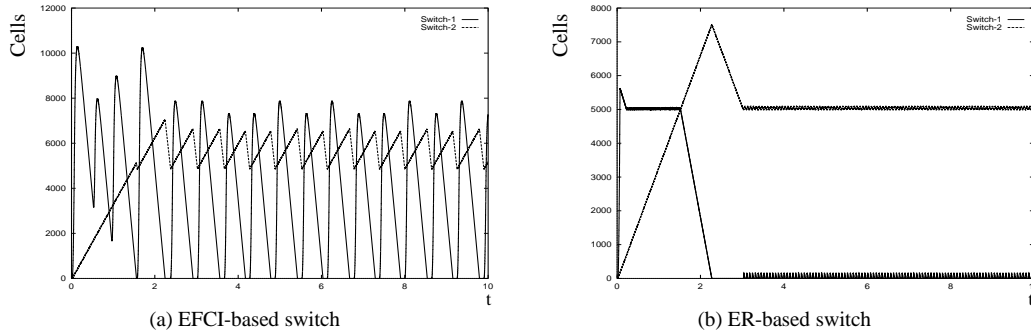 Cells
Switch-1
Switch-2
12000
10000
8000
6000
4000
2000
0
0 2 4 6 8 10
t
(a) EFCI-based switch
Cells
Switch-1
Switch-2
8000
7000
6000
5000
4000
3000
2000
1000
0
0 2 4 6 8 10
t
(b) ER-based switch